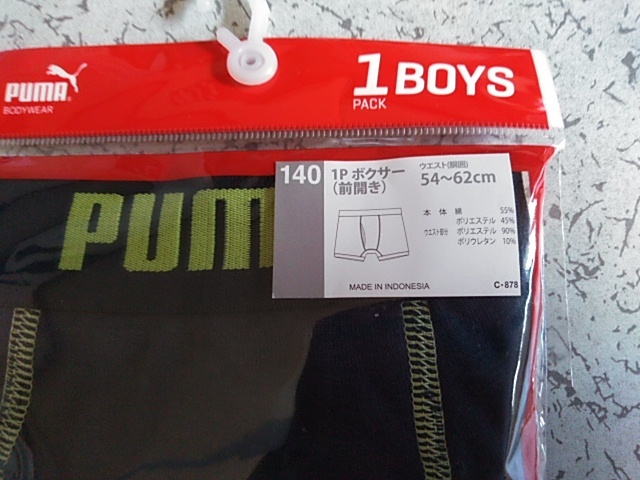 PUMA
BODYWEAR
1 BOYS
PACK
PUM
140
1P ボクサー
(前開き)
ウエスト(胴囲)
54〜62cm
本体 綿 55%
ポリエステル 45%
ウエスト部分 ポリエステル 90%
ポリウレタン 10%
MADE IN INDONESIA
C-878